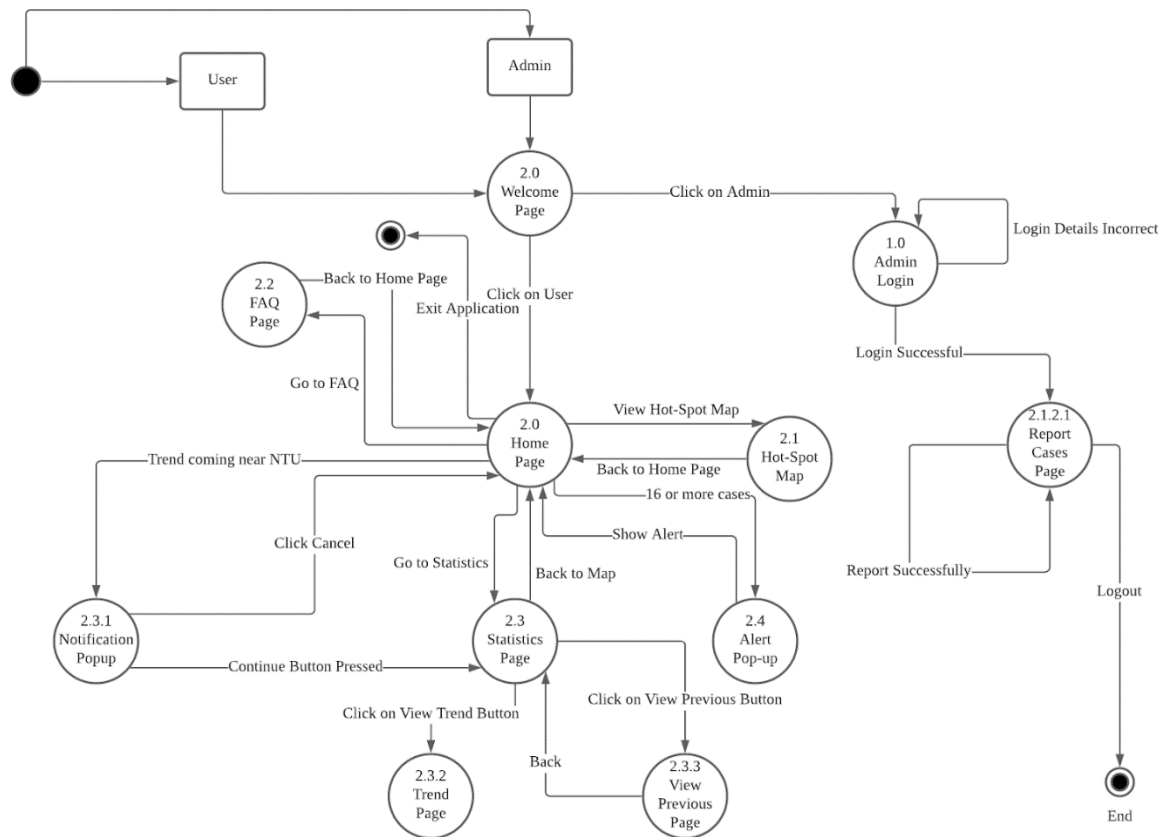 User
Admin
2.0
Welcome
Page
Click on Admin
1.0
Admin
Login
Login Details Incorrect
2.2
FAQ
Page
Back to Home Page
Exit Application
Click on User
Login Successful
Go to FAQ
2.0
Home
Page
View Hot-Spot Map
2.1
Hot-Spot
Map
Back to Home Page
2.1.2.1
Report
Cases
Page
Trend coming near NTU
16 or more cases
Click Cancel
Show Alert
Go to Statistics
Back to Map
Report Successfully
Logout
2.3.1
Notification
Popup
2.3
Statistics
Page
2.4
Alert
Pop-up
Continue Button Pressed
Click on View Trend Button
Click on View Previous Button
2.3.2
Trend
Page
Back
2.3.3
View
Previous
Page
End